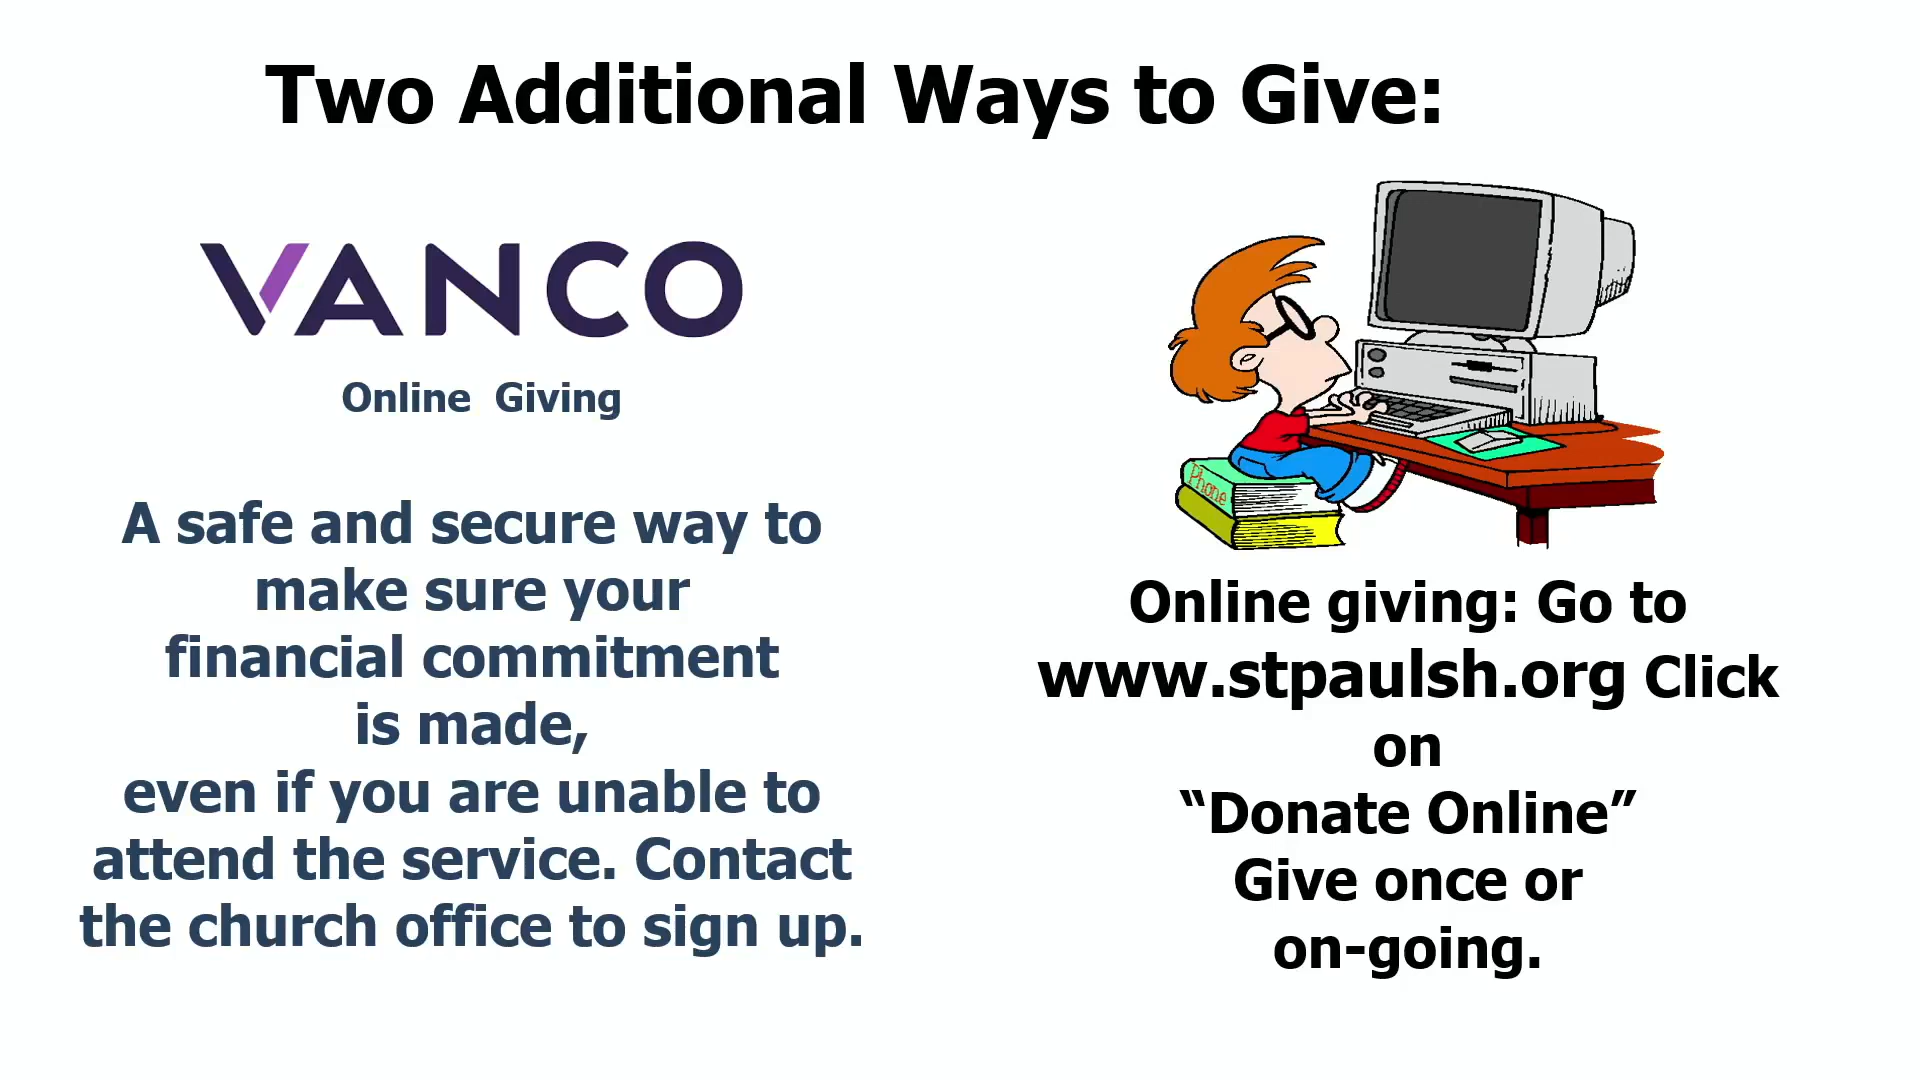 Two Additional Ways to Give:
VANCO
Online Giving
A safe and secure way to
make sure your
financial commitment
is made,
even if you are unable to
attend the service. Contact
the church office to sign up.
Phone
Online giving: Go to
www.stpaulsh.org Click
on
“Donate Online”
Give once or
on-going.